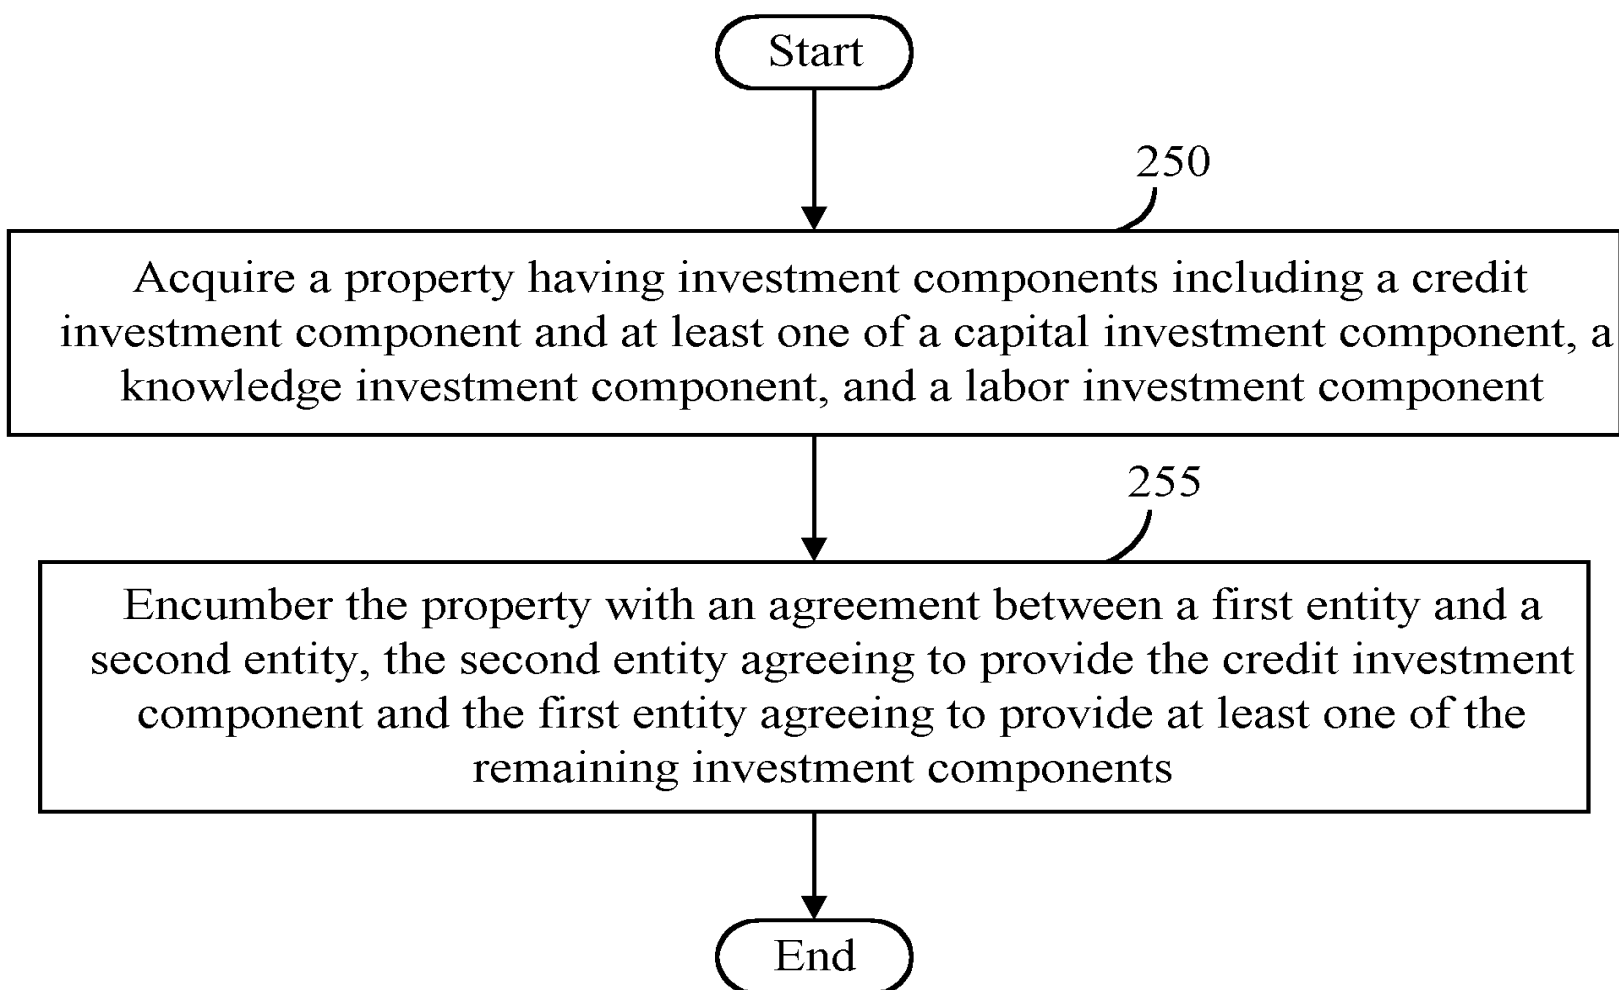 Start
250
Acquire a property having investment components including a credit
investment component and at least one of a capital investment component, a
knowledge investment component, and a labor investment component
255
Encumber the property with an agreement between a first entity and a
second entity, the second entity agreeing to provide the credit investment
component and the first entity agreeing to provide at least one of the
remaining investment components
End